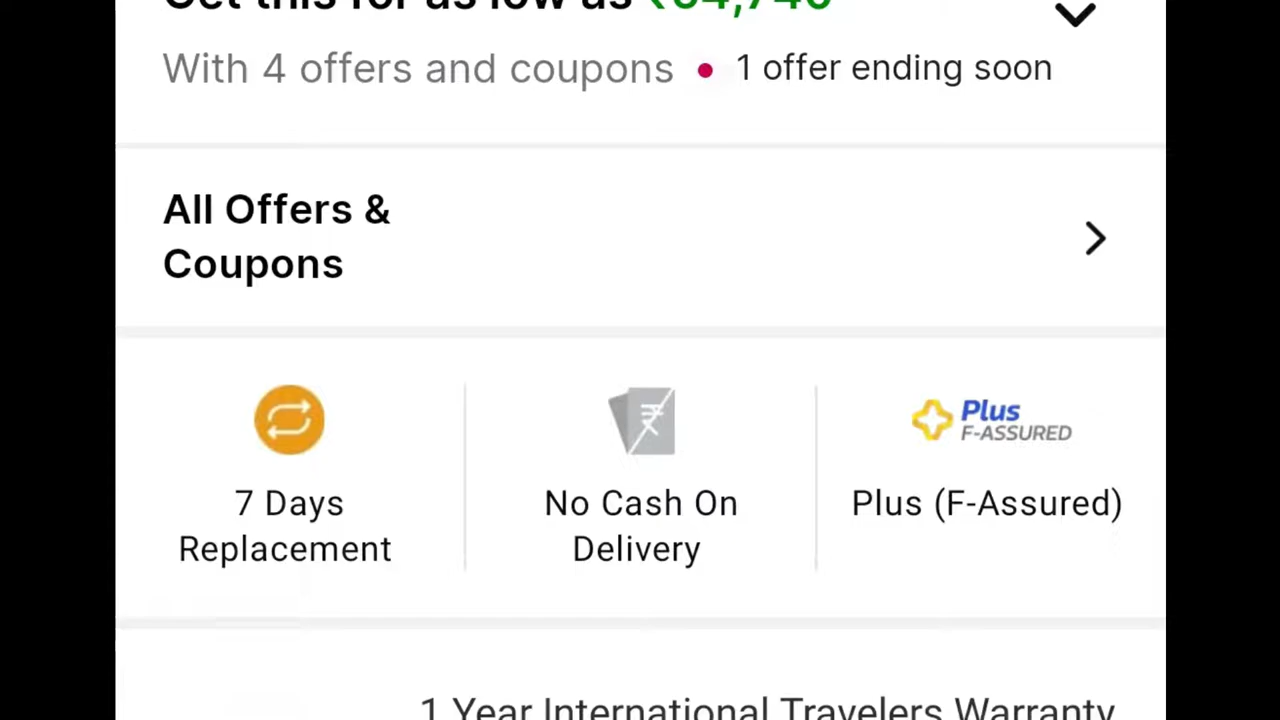 With 4 offers and coupons • 1 offer ending soon
All Offers &
Coupons
Plus
F-ASSURED
7 Days
Replacement
No Cash On
Delivery
Plus (F-Assured)
1 Year International Travelers Warranty